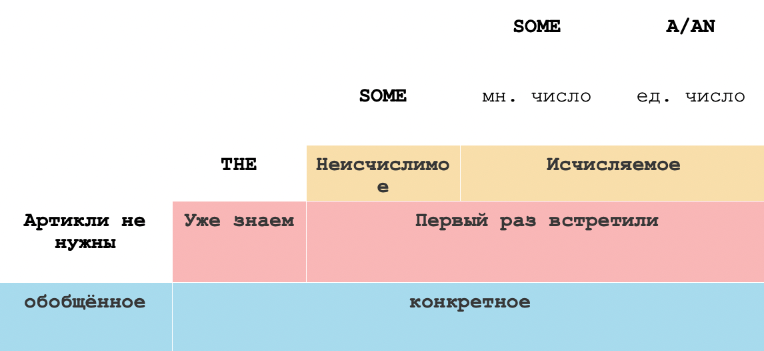 SOME A/AN
SOME мн. число ед. число
THE Неисчислимо Исчисляемое
е
Артикли не Уже знаем Первый раз встретили
нужны
обобщённое конкретное